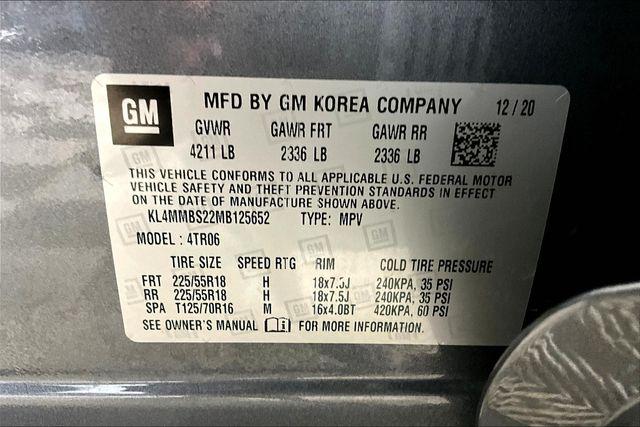 GM MFD BY GM KOREA COMPANY 12/20
GVWR GAWR FRT GAWR RR
4211 LB 2336 LB 2336 LB
THIS VEHICLE CONFORMS TO ALL APPLICABLE U.S. FEDERAL MOTOR
VEHICLE SAFETY AND THEFT PREVENTION STANDARDS IN EFFECT
ON THE DATE OF MANUFACTURE SHOWN ABOVE.
KL4MMBS22MB125652 TYPE: MPV
MODEL: 4TR06
TIRE SIZE SPEED RTG RIM COLD TIRE PRESSURE
FRT 225/55R18 H 18x7.5J 240KPA, 35 PSI
RR 225/55R18 H 18x7.5J 240KPA, 35 PSI
SPA T125/70R16 M 16x4.0BT 420KPA, 60 PSI
SEE OWNER'S MANUAL FOR MORE INFORMATION.